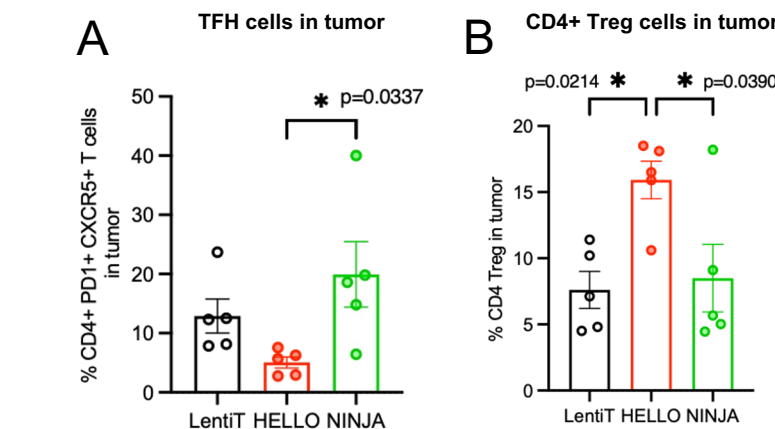 A
TFH cells in tumor
% CD4+ PD1+ CXCR5+ T cells
in tumor
50
40
30
20
10
0
* p=0.0337
LentiT HELLO NINJA
B
CD4+ Treg cells in tumor
% CD4 Treg in tumor
20
15
10
5
0
p=0.0214 * * p=0.0390
LentiT HELLO NINJA